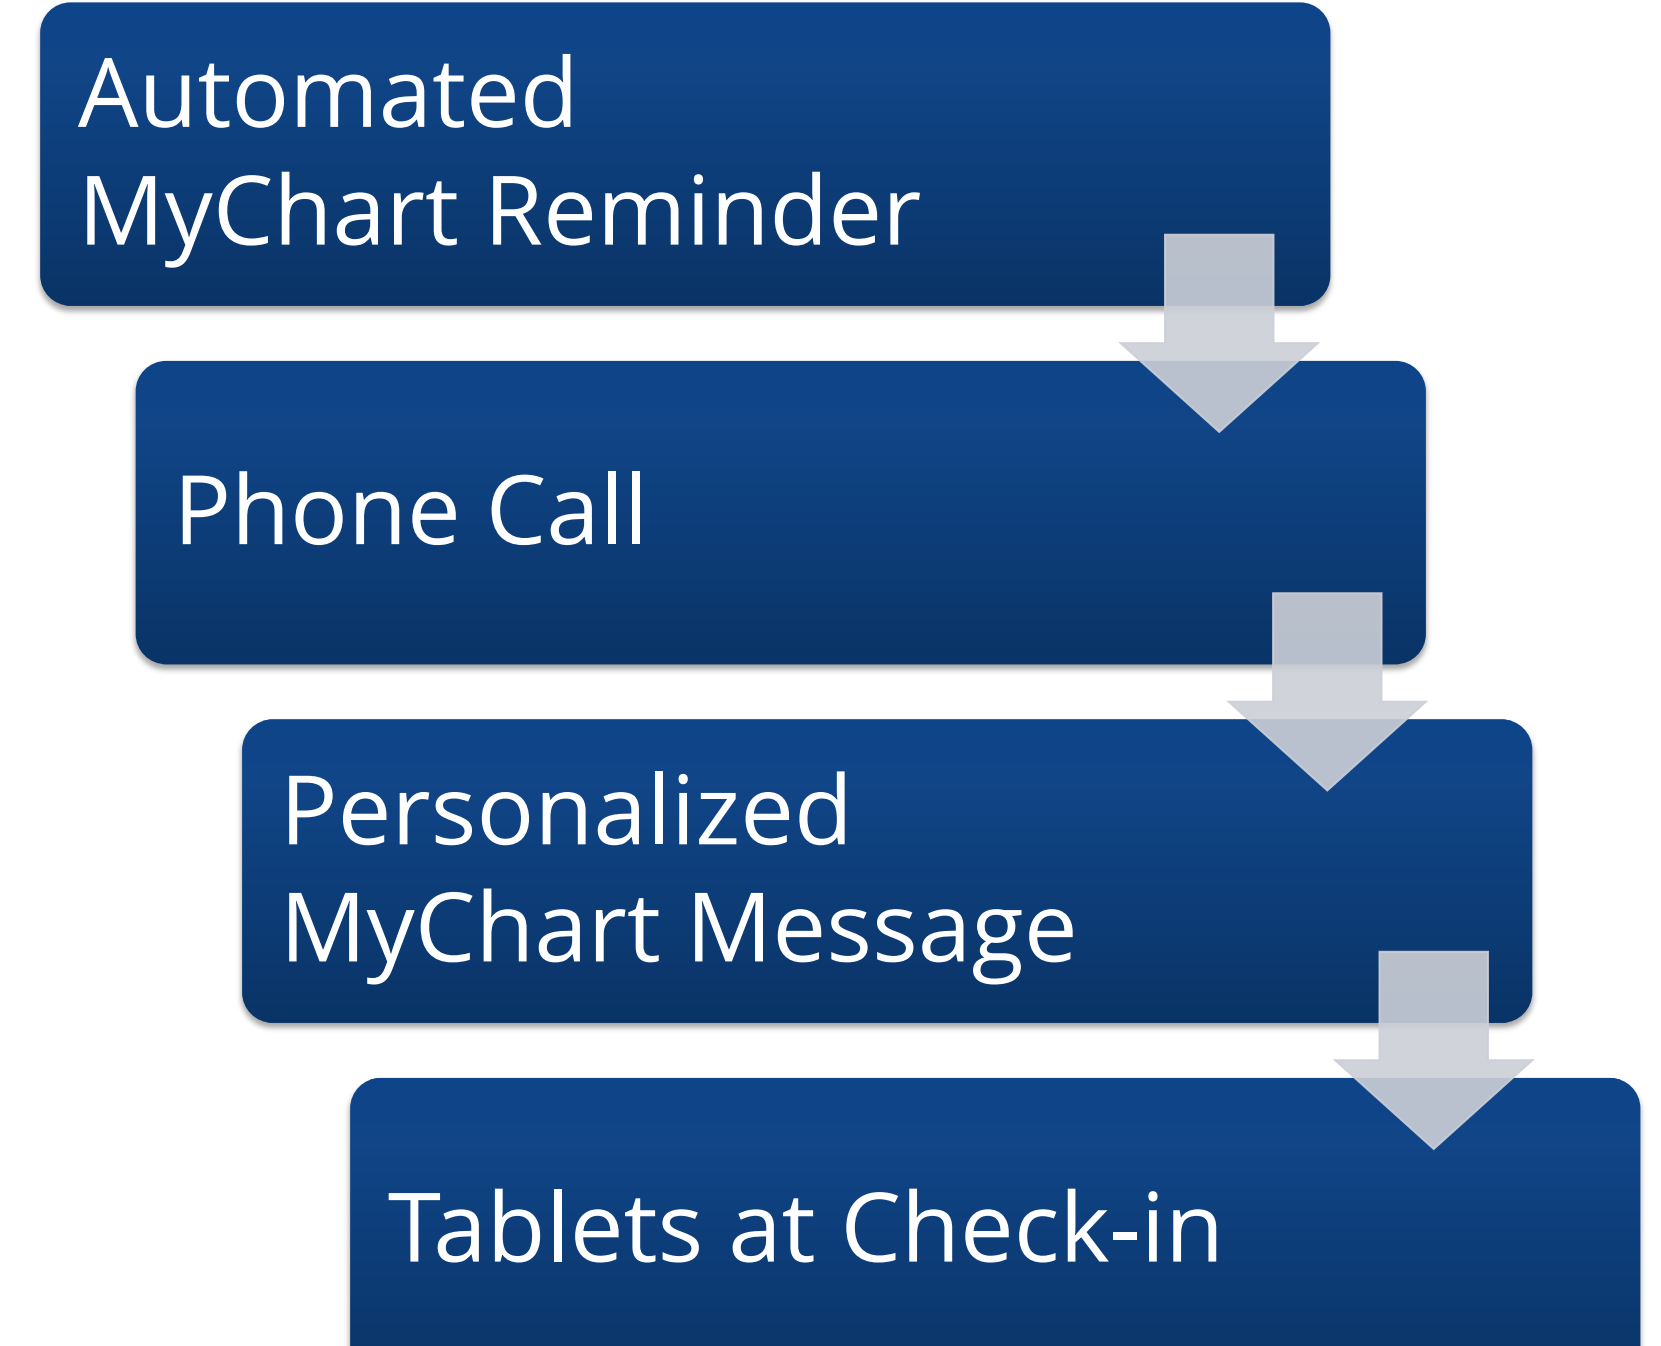 Automated
MyChart Reminder
Phone Call
Personalized
MyChart Message
Tablets at Check-in